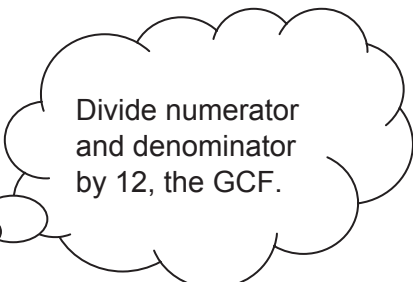 Divide numerator
and denominator
by 12, the GCF.